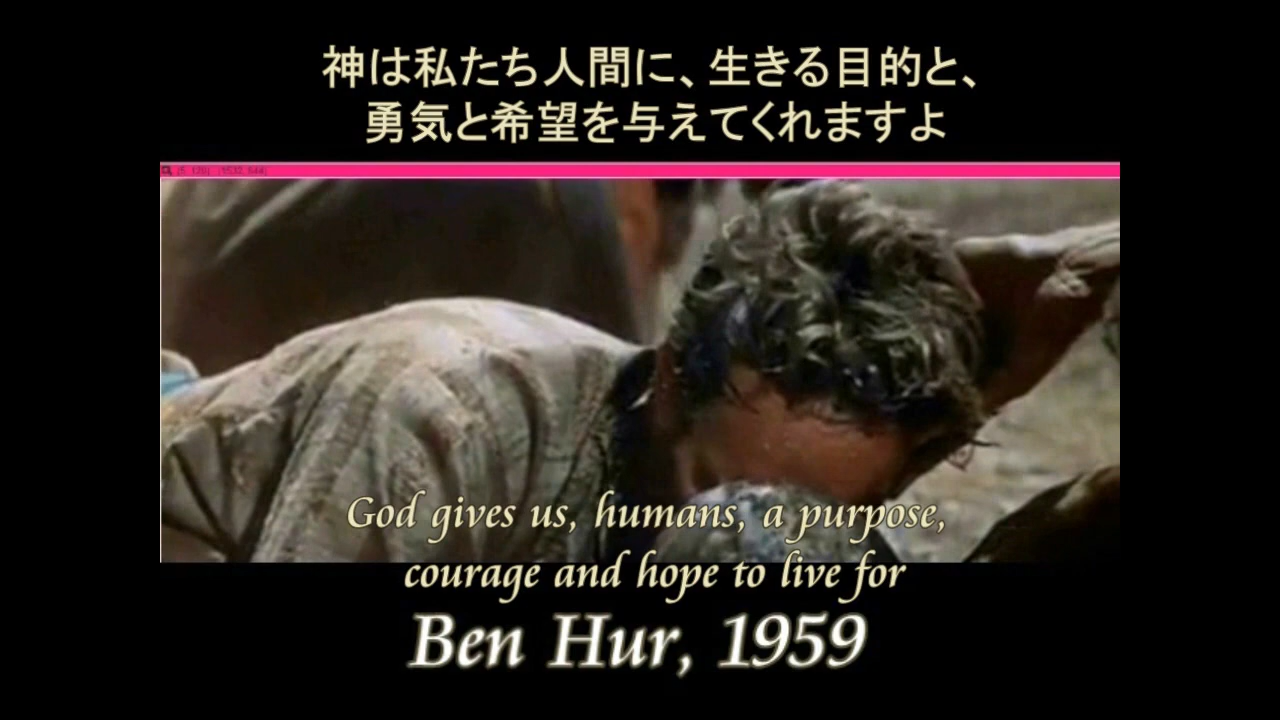 神は私たち人間に、生きる目的と、
勇気と希望を与えてくれますよ
God gives us, humans, a purpose,
courage and hope to live for
Ben Hur, 1959